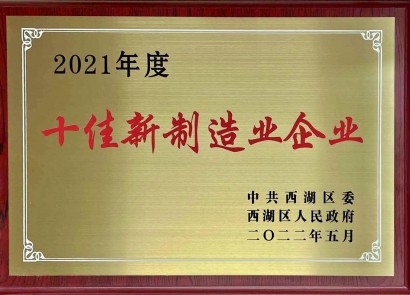 2021年度
十佳新制造业企业
中共西湖区委
西湖区人民政府
二〇二二年五月